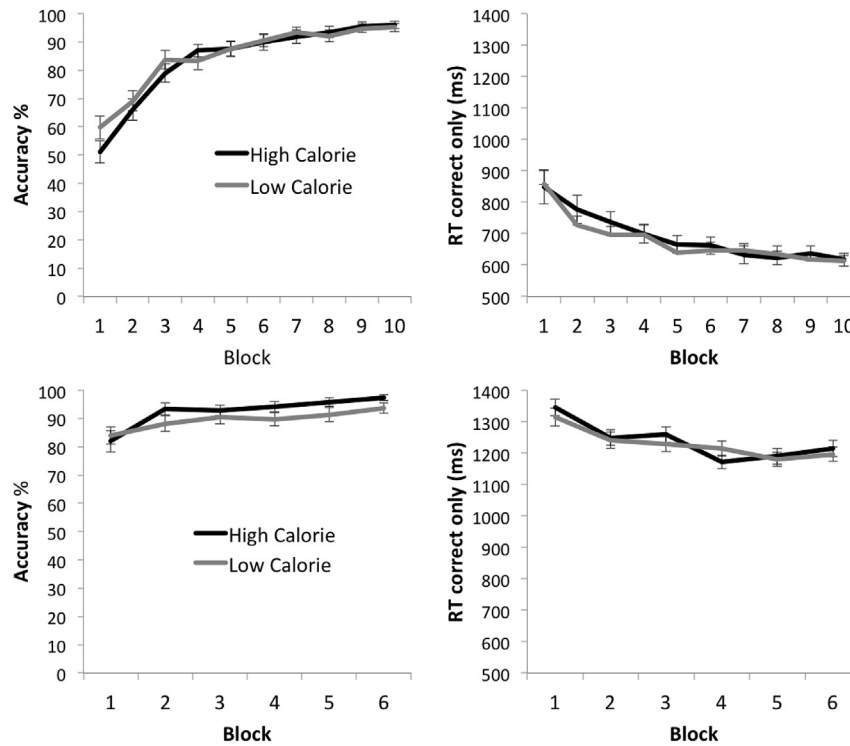 Accuracy %
100
90
80
70
60
50
40
30
20
10
0
High Calorie
Low Calorie
1 2 3 4 5 6 7 8 9 10
Block
RT correct only (ms)
1400
1300
1200
1100
1000
900
800
700
600
500
1 2 3 4 5 6 7 8 9 10
Block
Accuracy %
100
90
80
70
60
50
40
30
20
10
0
High Calorie
Low Calorie
1 2 3 4 5 6
Block
RT correct only (ms)
1400
1300
1200
1100
1000
900
800
700
600
500
1 2 3 4 5 6
Block